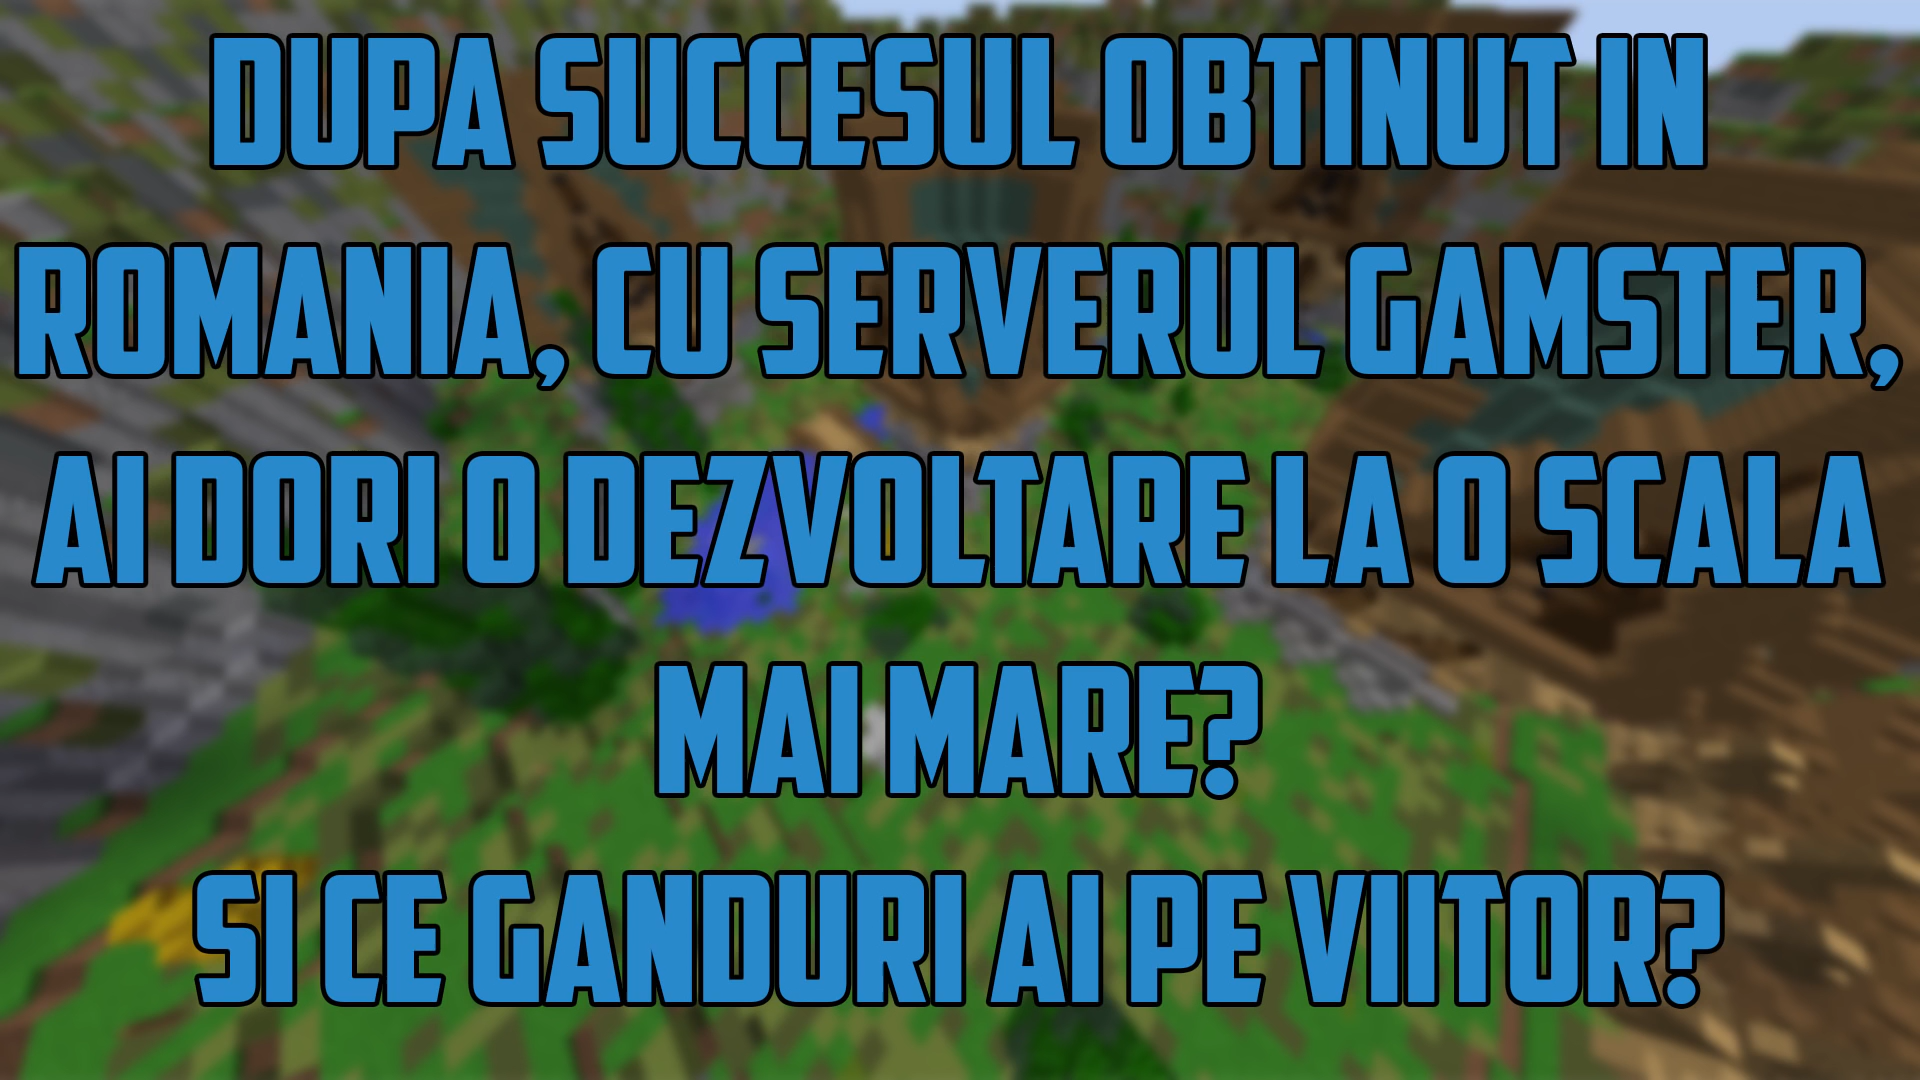 DUPA SUCCESUL OBTINUT IN
ROMANIA, CU SERVERUL GAMSTER,
AI DORI O DEZVOLTARE LA O SCALA
MAI MARE?
SI CE GANDURI AI PE VIITOR?